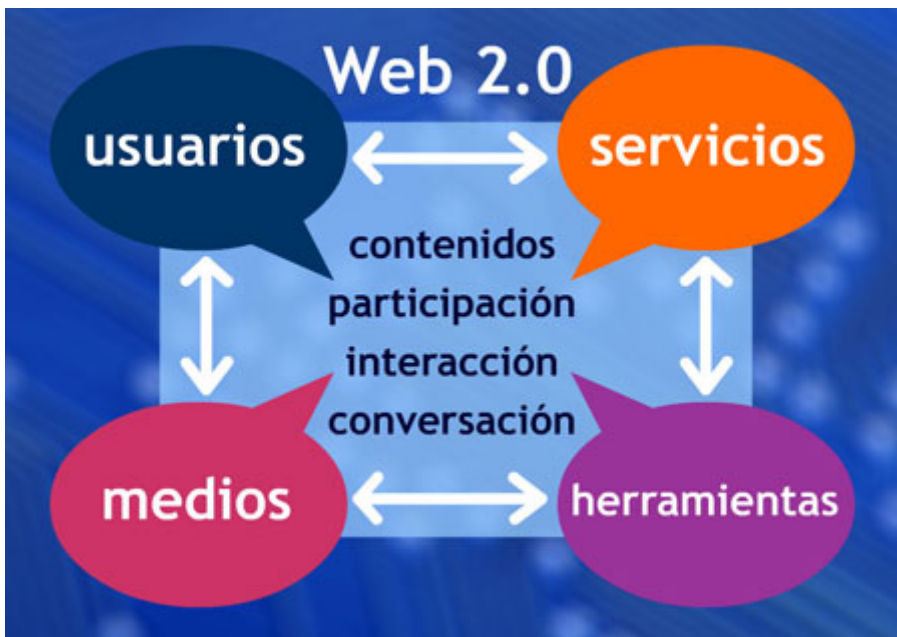 Web 2.0
usuarios
servicios
contenidos
participación
interacción
conversación
medios
herramientas